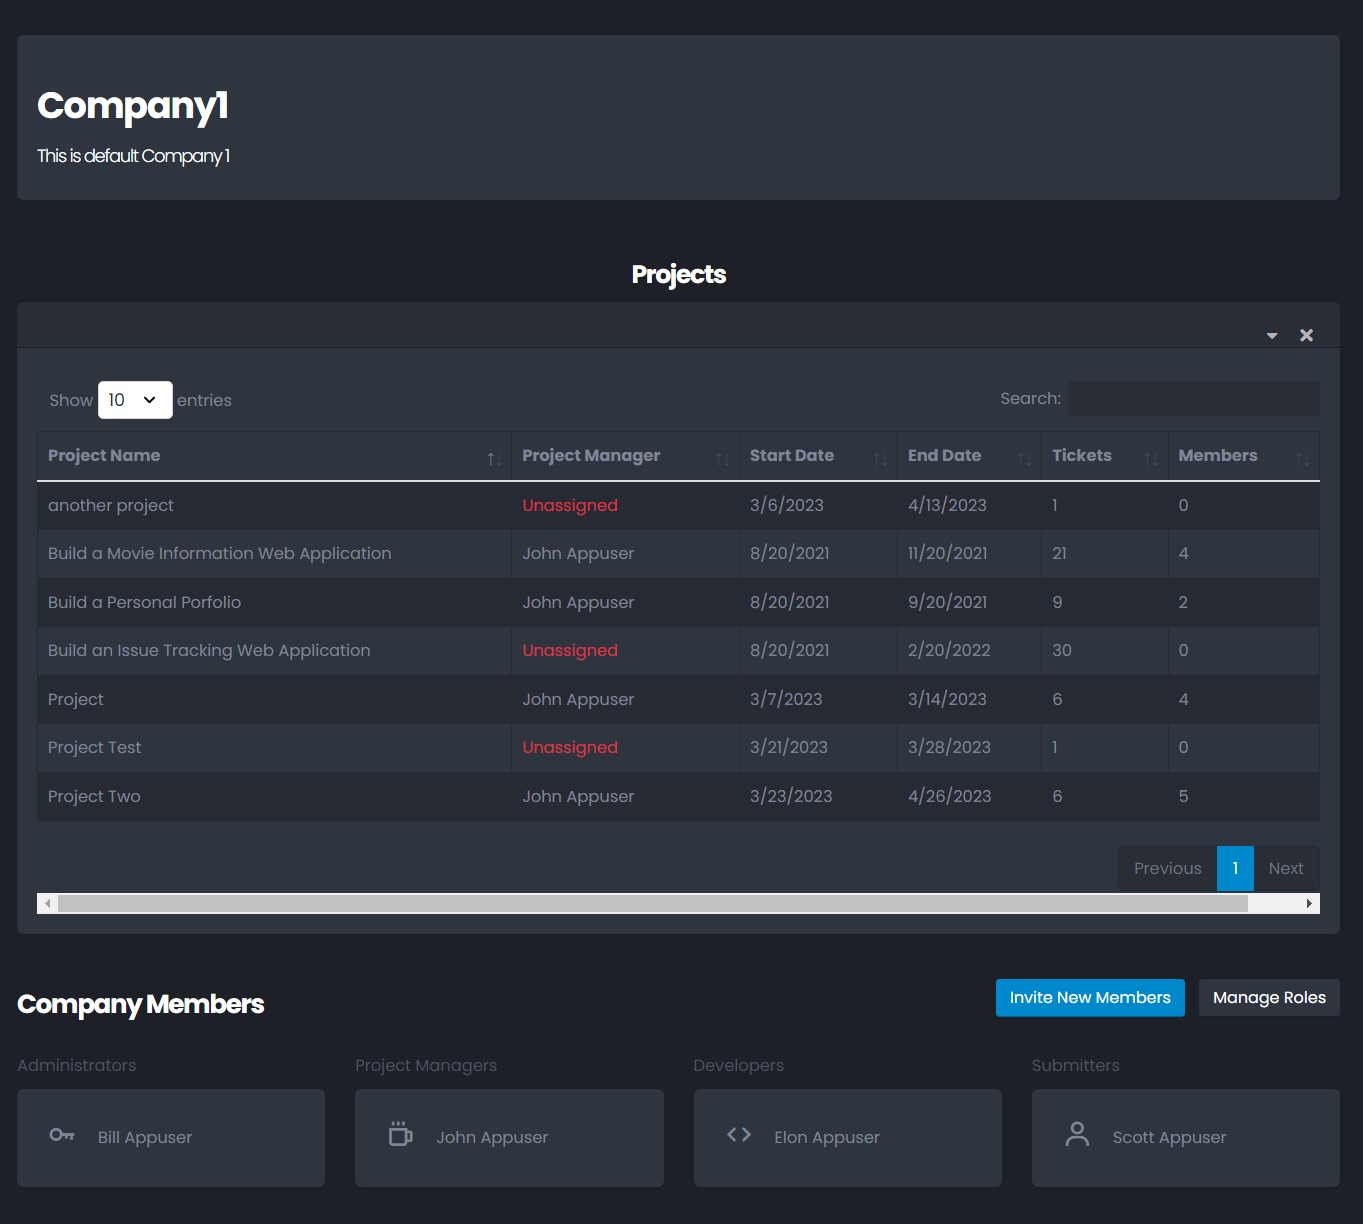 Company1
This is default Company 1
Projects
Show 10 entries
Search:
Project Name Project Manager Start Date End Date Tickets Members
another project Unassigned 3/6/2023 4/13/2023 1 0
Build a Movie Information Web Application John Appuser 8/20/2021 11/20/2021 21 4
Build a Personal Porfolio John Appuser 8/20/2021 9/20/2021 9 2
Build an Issue Tracking Web Application Unassigned 8/20/2021 2/20/2022 30 0
Project John Appuser 3/7/2023 3/14/2023 6 4
Project Test Unassigned 3/21/2023 3/28/2023 1 0
Project Two John Appuser 3/23/2023 4/26/2023 6 5
Previous 1 Next
Company Members
Invite New Members Manage Roles
Administrators Project Managers Developers Submitters
Bill Appuser John Appuser Elon Appuser Scott Appuser